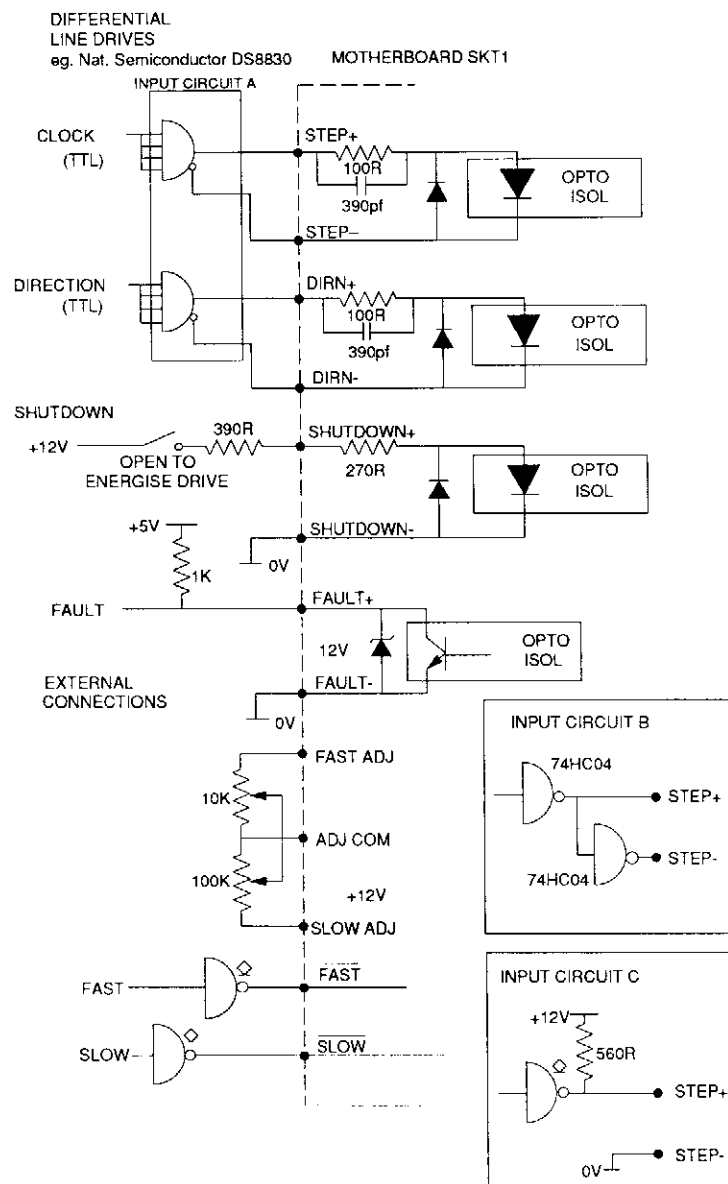 DIFFERENTIAL
LINE DRIVES
eg. Nat. Semiconductor DS8830
MOTHERBOARD SKT1
INPUT CIRCUIT A
CLOCK
(TTL)
STEP+
100R
390pf
OPTO
ISOL
STEP–
DIRECTION
(TTL)
DIRN+
100R
390pf
OPTO
ISOL
DIRN-
SHUTDOWN
+12V
390R
SHUTDOWN+
OPEN TO
ENERGISE DRIVE
270R
OPTO
ISOL
+5V
SHUTDOWN-
0V
1K
FAULT
FAULT+
12V
OPTO
ISOL
EXTERNAL
CONNECTIONS
FAULT-
0V
FAST ADJ
10K
ADJ COM
100K
+12V
SLOW ADJ
FAST
FAST
SLOW
SLOW
INPUT CIRCUIT B
74HC04
STEP+
STEP-
74HC04
INPUT CIRCUIT C
+12V
560R
STEP+
STEP-
0V